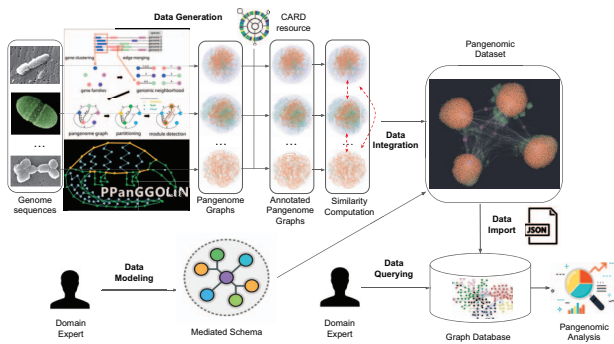 Data Generation
CARD
resource
gene clustering
edge merging
gene families
genomic neighborhood
pangenome graph
partitioning
module detection
PPanGGOLiN
...
...
...
...
...
Genome
sequences
Pangenome
Graphs
Annotated
Pangenome
Graphs
Similarity
Computation
Data
Integration
Pangenomic
Dataset
Data
Import
JSON
Data
Modeling
Domain
Expert
Mediated Schema
Data
Querying
Domain
Expert
Graph Database
Pangenomic
Analysis